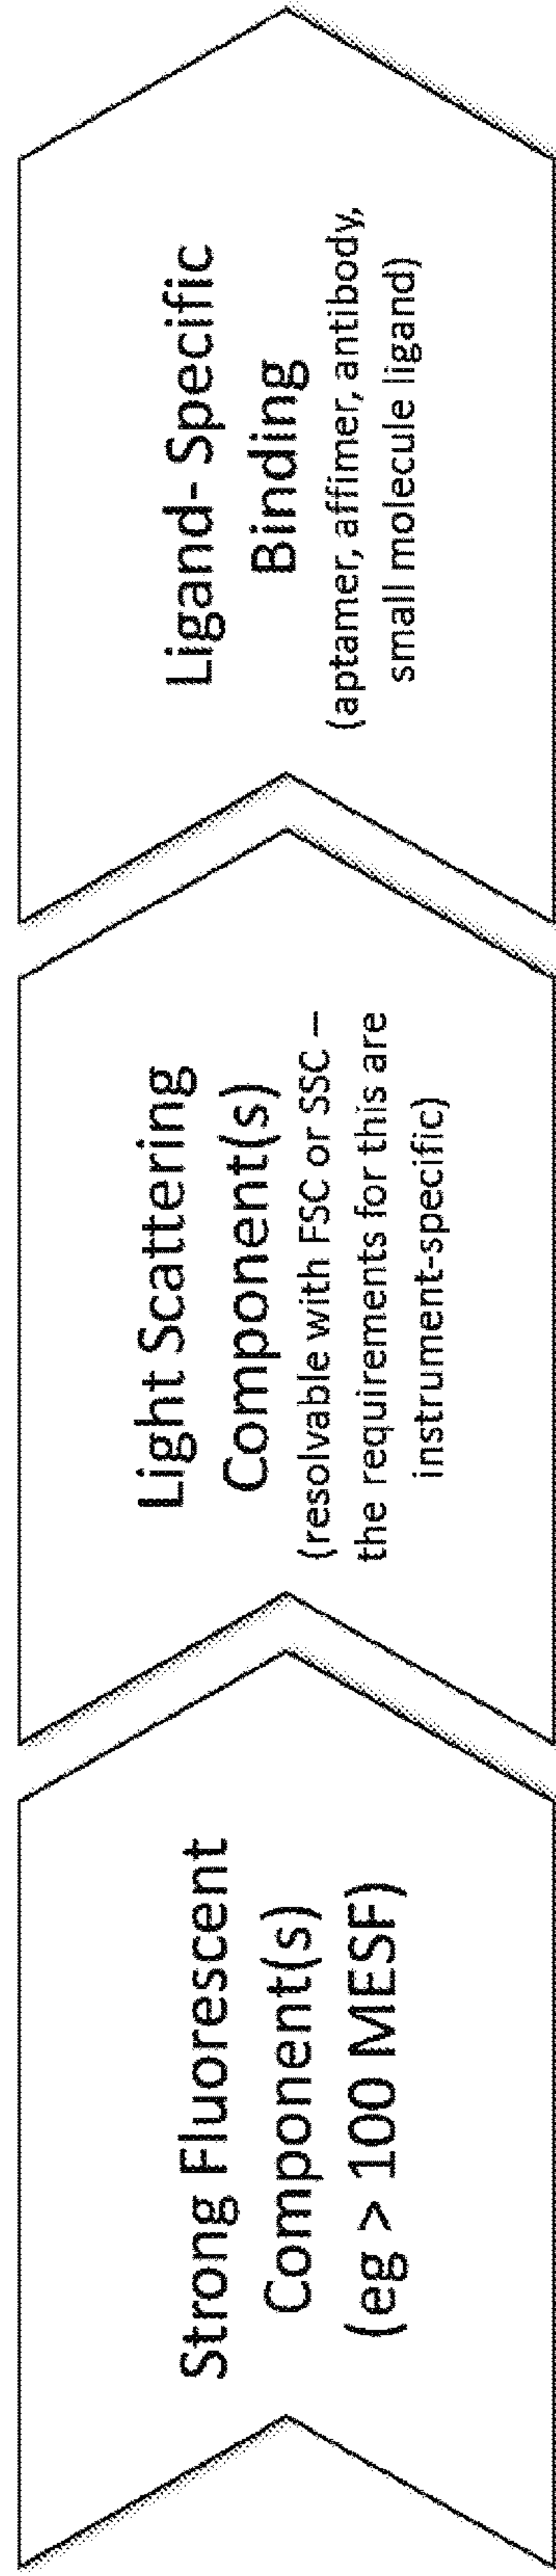 Strong Fluorescent
Component(s)
(eg > 100 MESF)
Light Scattering
Component(s)
(resolvable with FSC or SSC –
the requirements for this are
instrument-specific)
Ligand- Specific
Binding
(aptamer, affimer, antibody,
small molecule ligand)